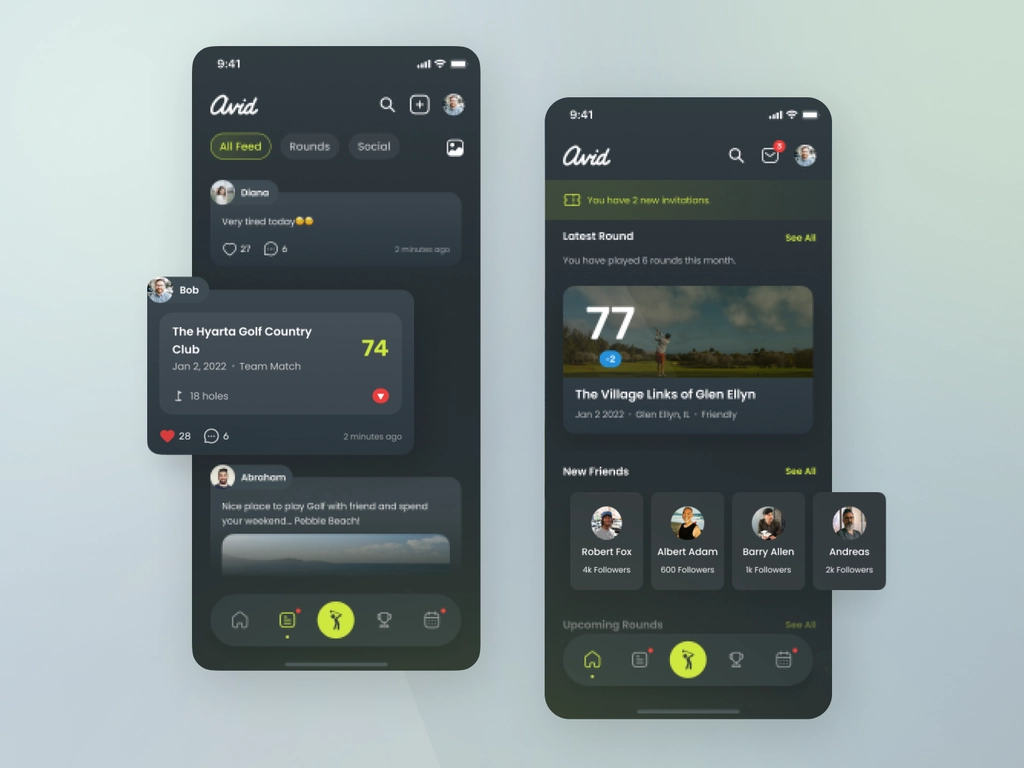 9:41
Avid
All Feed Rounds Social
Diana
Very tired today😊😊
27 6 2 minutes ago
Bob
The Hyarta Golf Country
Club
74
Jan 2, 2022 • Team Match
18 holes
28 6 2 minutes ago
Abraham
Nice place to play Golf with friend and spend
your weekend... Pebble Beach!
9:41
Avid
3
You have 2 new invitations.
Latest Round See All
You have played 6 rounds this month.
77
-2
The Village Links of Glen Ellyn
Jan 2 2022 • Glen Ellyn, IL • Friendly
New Friends See All
Robert Fox Albert Adam Barry Allen Andreas
4k Followers 600 Followers 1k Followers 2k Followers
Upcoming Rounds See All